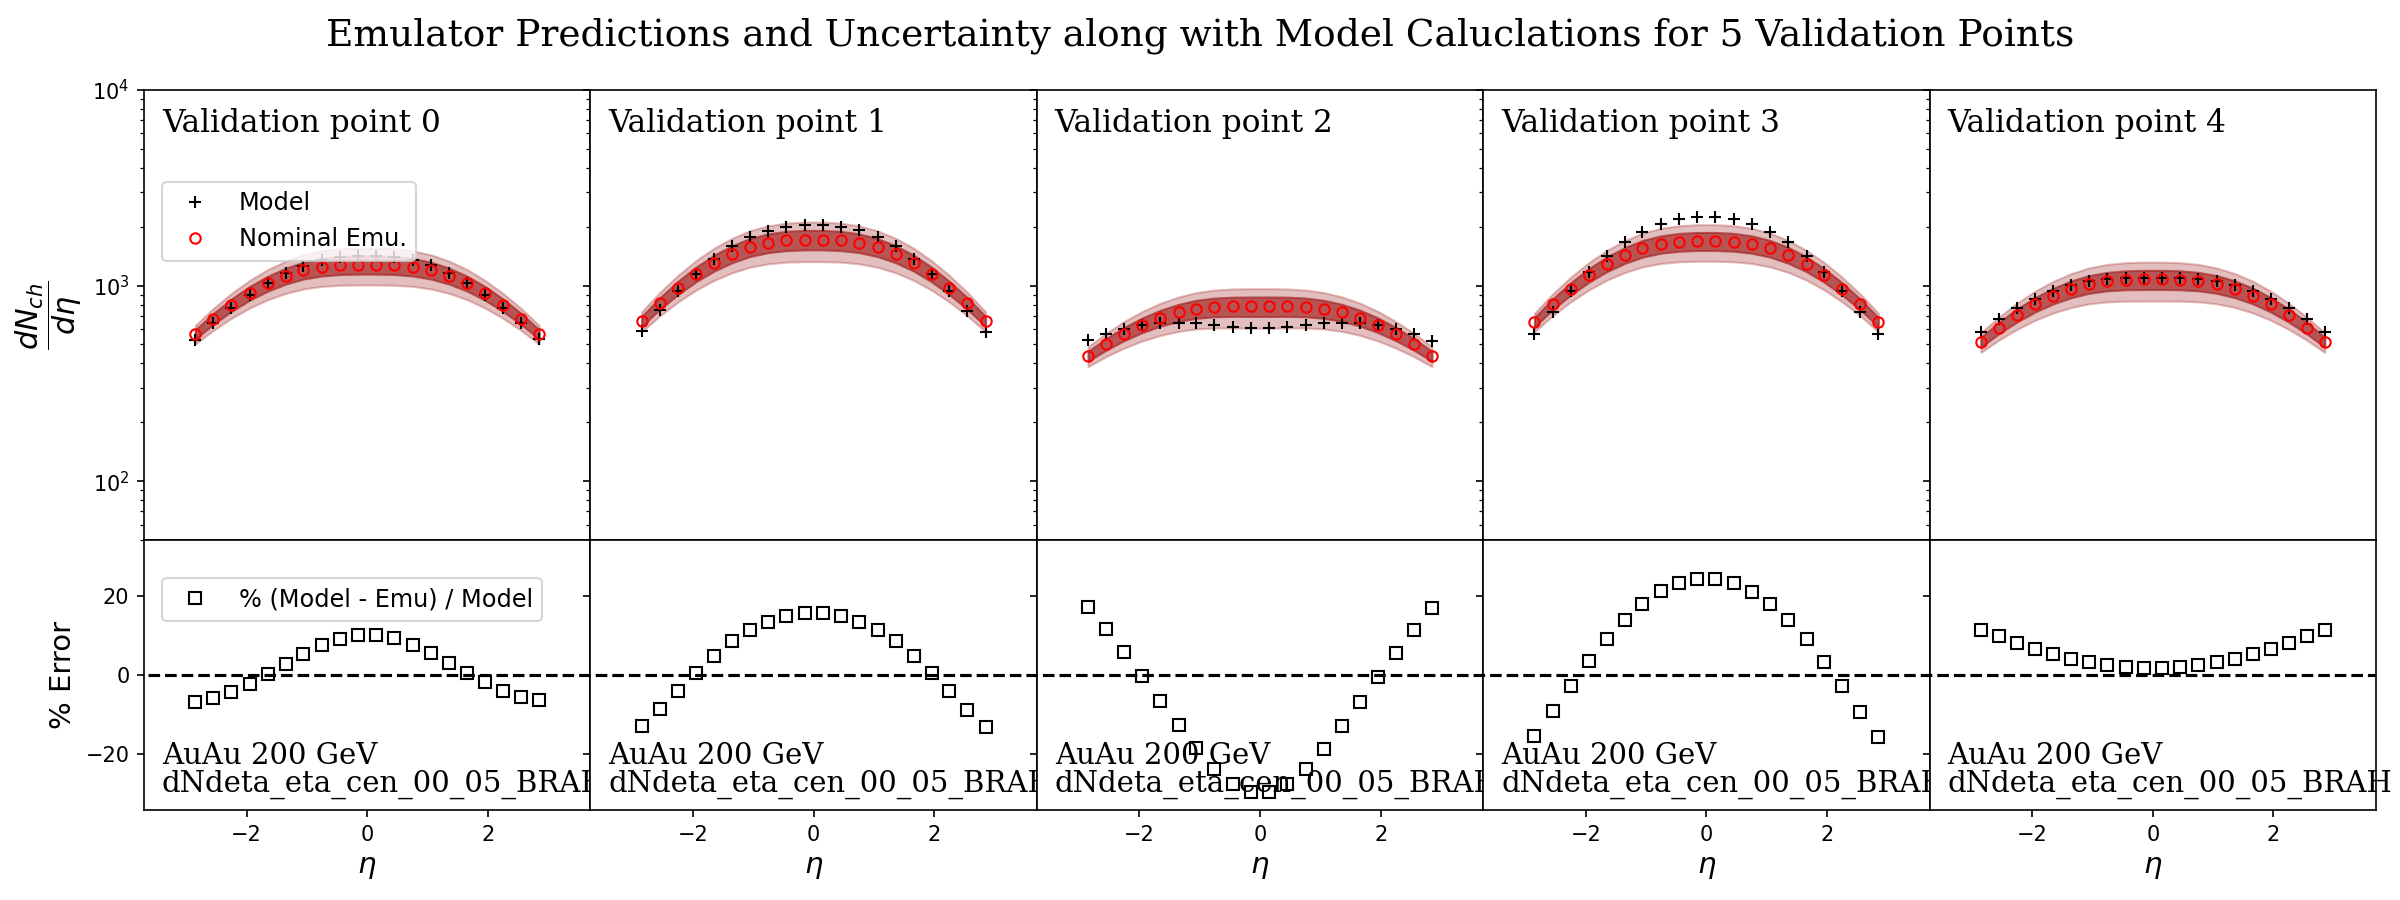 Emulator Predictions and Uncertainty along with Model Caluclations for 5 Validation Points
Validation point 0
Validation point 1
Validation point 2
Validation point 3
Validation point 4
Model
Nominal Emu.
10^4
10^3
10^2
dN_ch
dη
% (Model - Emu) / Model
% Error
20
0
−20
AuAu 200 GeV
dNdeta_eta_cen_00_05_BRAH
AuAu 200 GeV
dNdeta_eta_cen_00_05_BRAH
AuAu 200 GeV
dNdeta_eta_cen_00_05_BRAH
AuAu 200 GeV
dNdeta_eta_cen_00_05_BRAH
AuAu 200 GeV
dNdeta_eta_cen_00_05_BRAH
−2 0 2
−2 0 2
−2 0 2
−2 0 2
−2 0 2
η
η
η
η
η